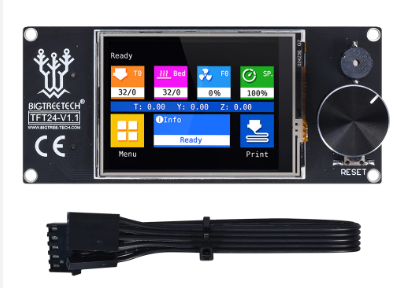 Ready
T0
Bed
F0
SP.
32/0
32/0
0%
100%
T: 0.00 Y: 0.00 Z: 0.00
Info
Ready
Menu
Print
BIGTREETECH®
TFT24-V1.1
WWW.BIGTREE-TECH.COM
CE
RESET